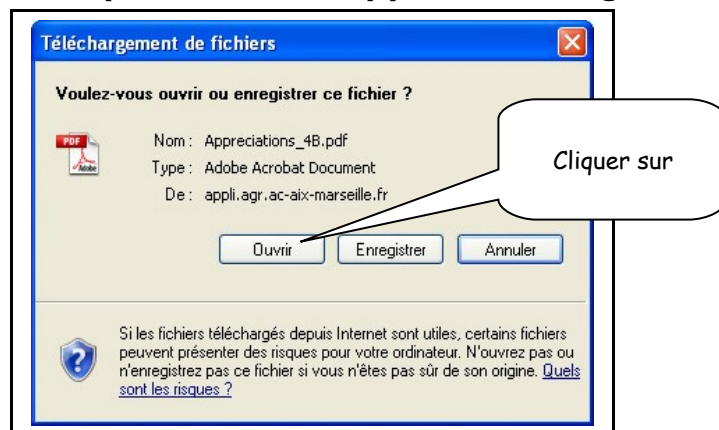 Téléchargement de fichiers
Voulez-vous ouvrir ou enregistrer ce fichier ?
PDF
Adobe
Nom : Appreciations_4B.pdf
Type : Adobe Acrobat Document
De : appli.agr.ac-aix-marseille.fr
Cliquer sur
Ouvrir
Enregistrer
Annuler
Si les fichiers téléchargés depuis Internet sont utiles, certains fichiers
peuvent présenter des risques pour votre ordinateur. N'ouvrez pas ou
n'enregistrez pas ce fichier si vous n'êtes pas sûr de son origine. Quels
sont les risques ?